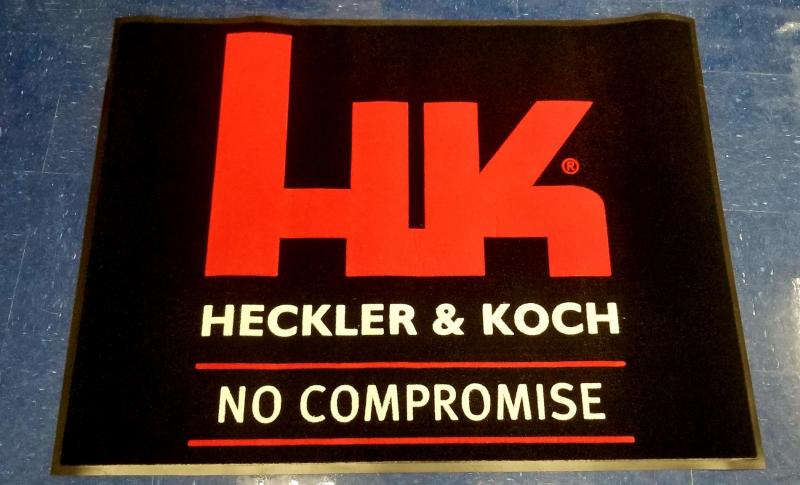 HK®
HECKLER & KOCH
NO COMPROMISE